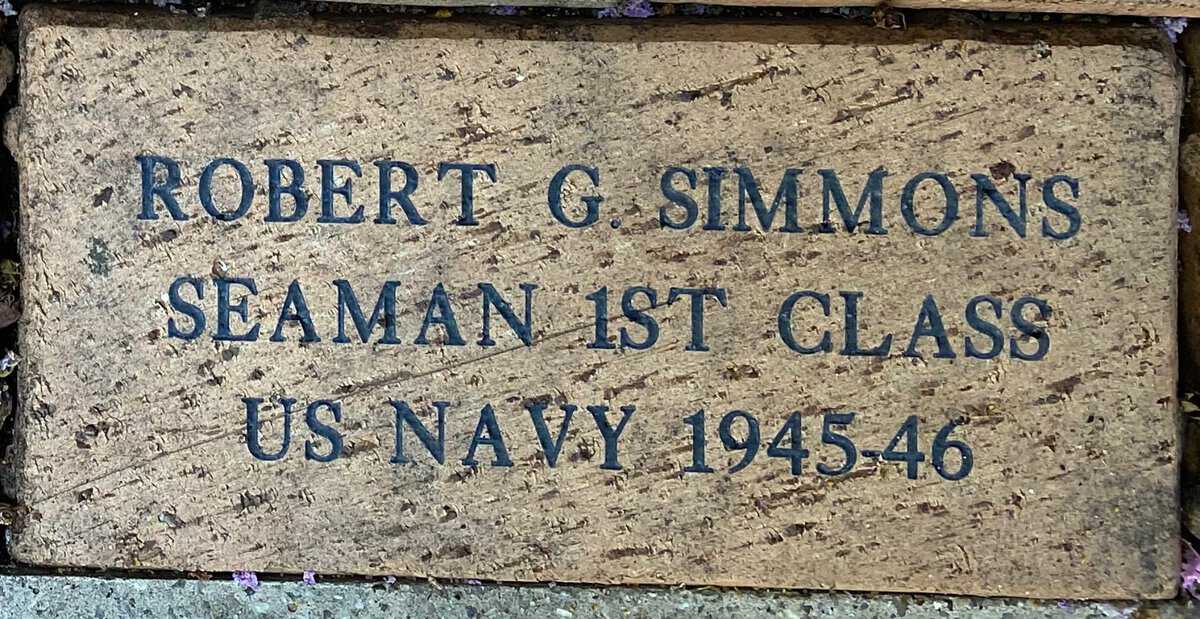 ROBERT G. SIMMONS
SEAMAN 1ST CLASS
US NAVY 1945-46